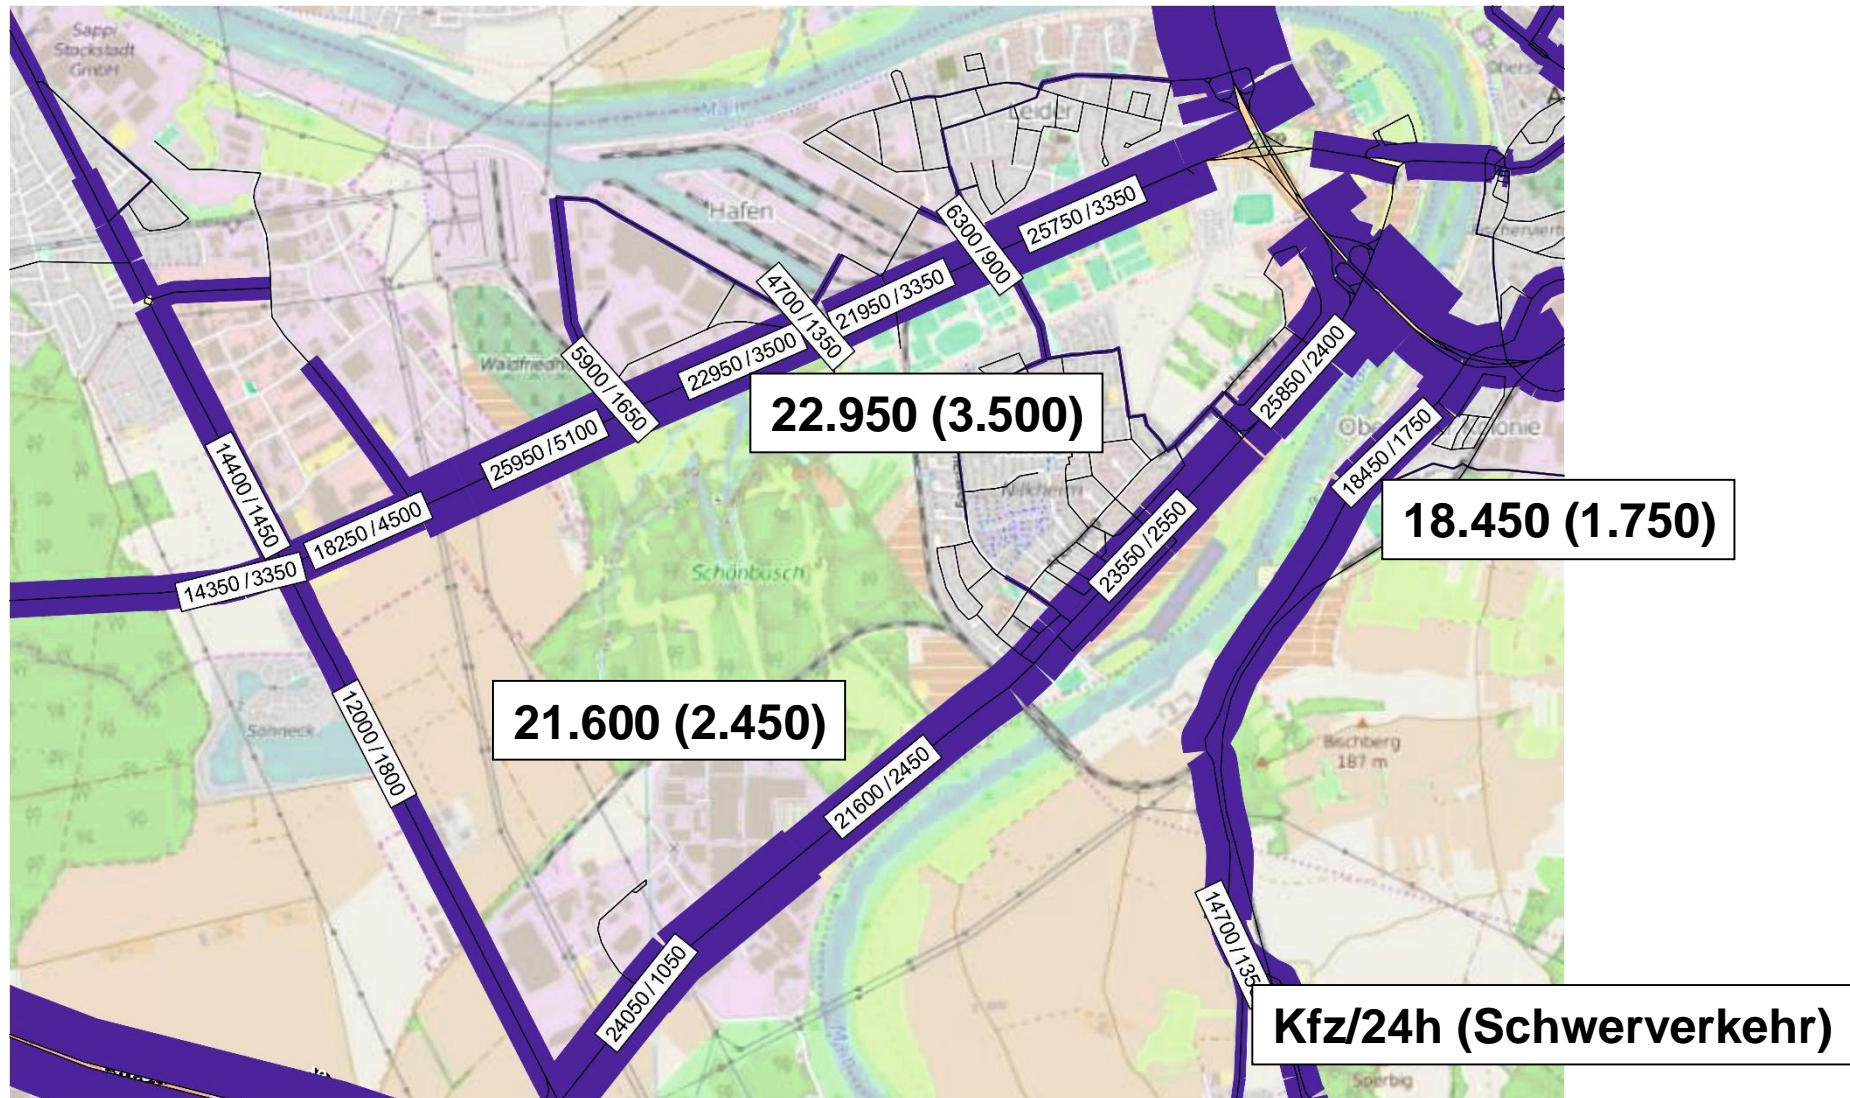 Sappi
Stockstadt
GmbH
Main
Leider
Hafen
25750 / 3350
6300 / 900
21950 / 3350
4700 / 1350
22950 / 3500
5900 / 1650
25950 / 5100
22.950 (3.500)
25850 / 2400
18450 / 1750
18.450 (1.750)
14400 / 1450
18250 / 4500
14350 / 3350
Nilkheim
23550 / 2550
Schönbusch
12000 / 1800
Sonneck
21.600 (2.450)
21600 / 2450
Bischberg
187 m
24050 / 1050
14700 / 135
Kfz/24h (Schwerverkehr)
Sperbig